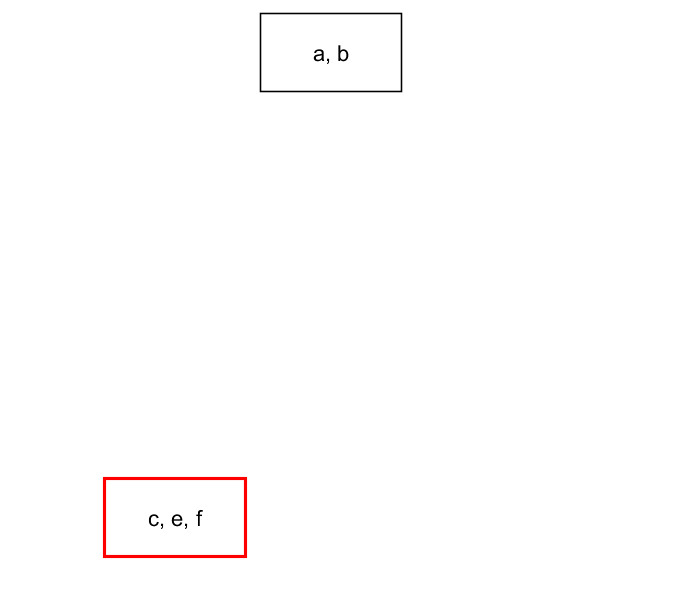 a, b
c, e, f